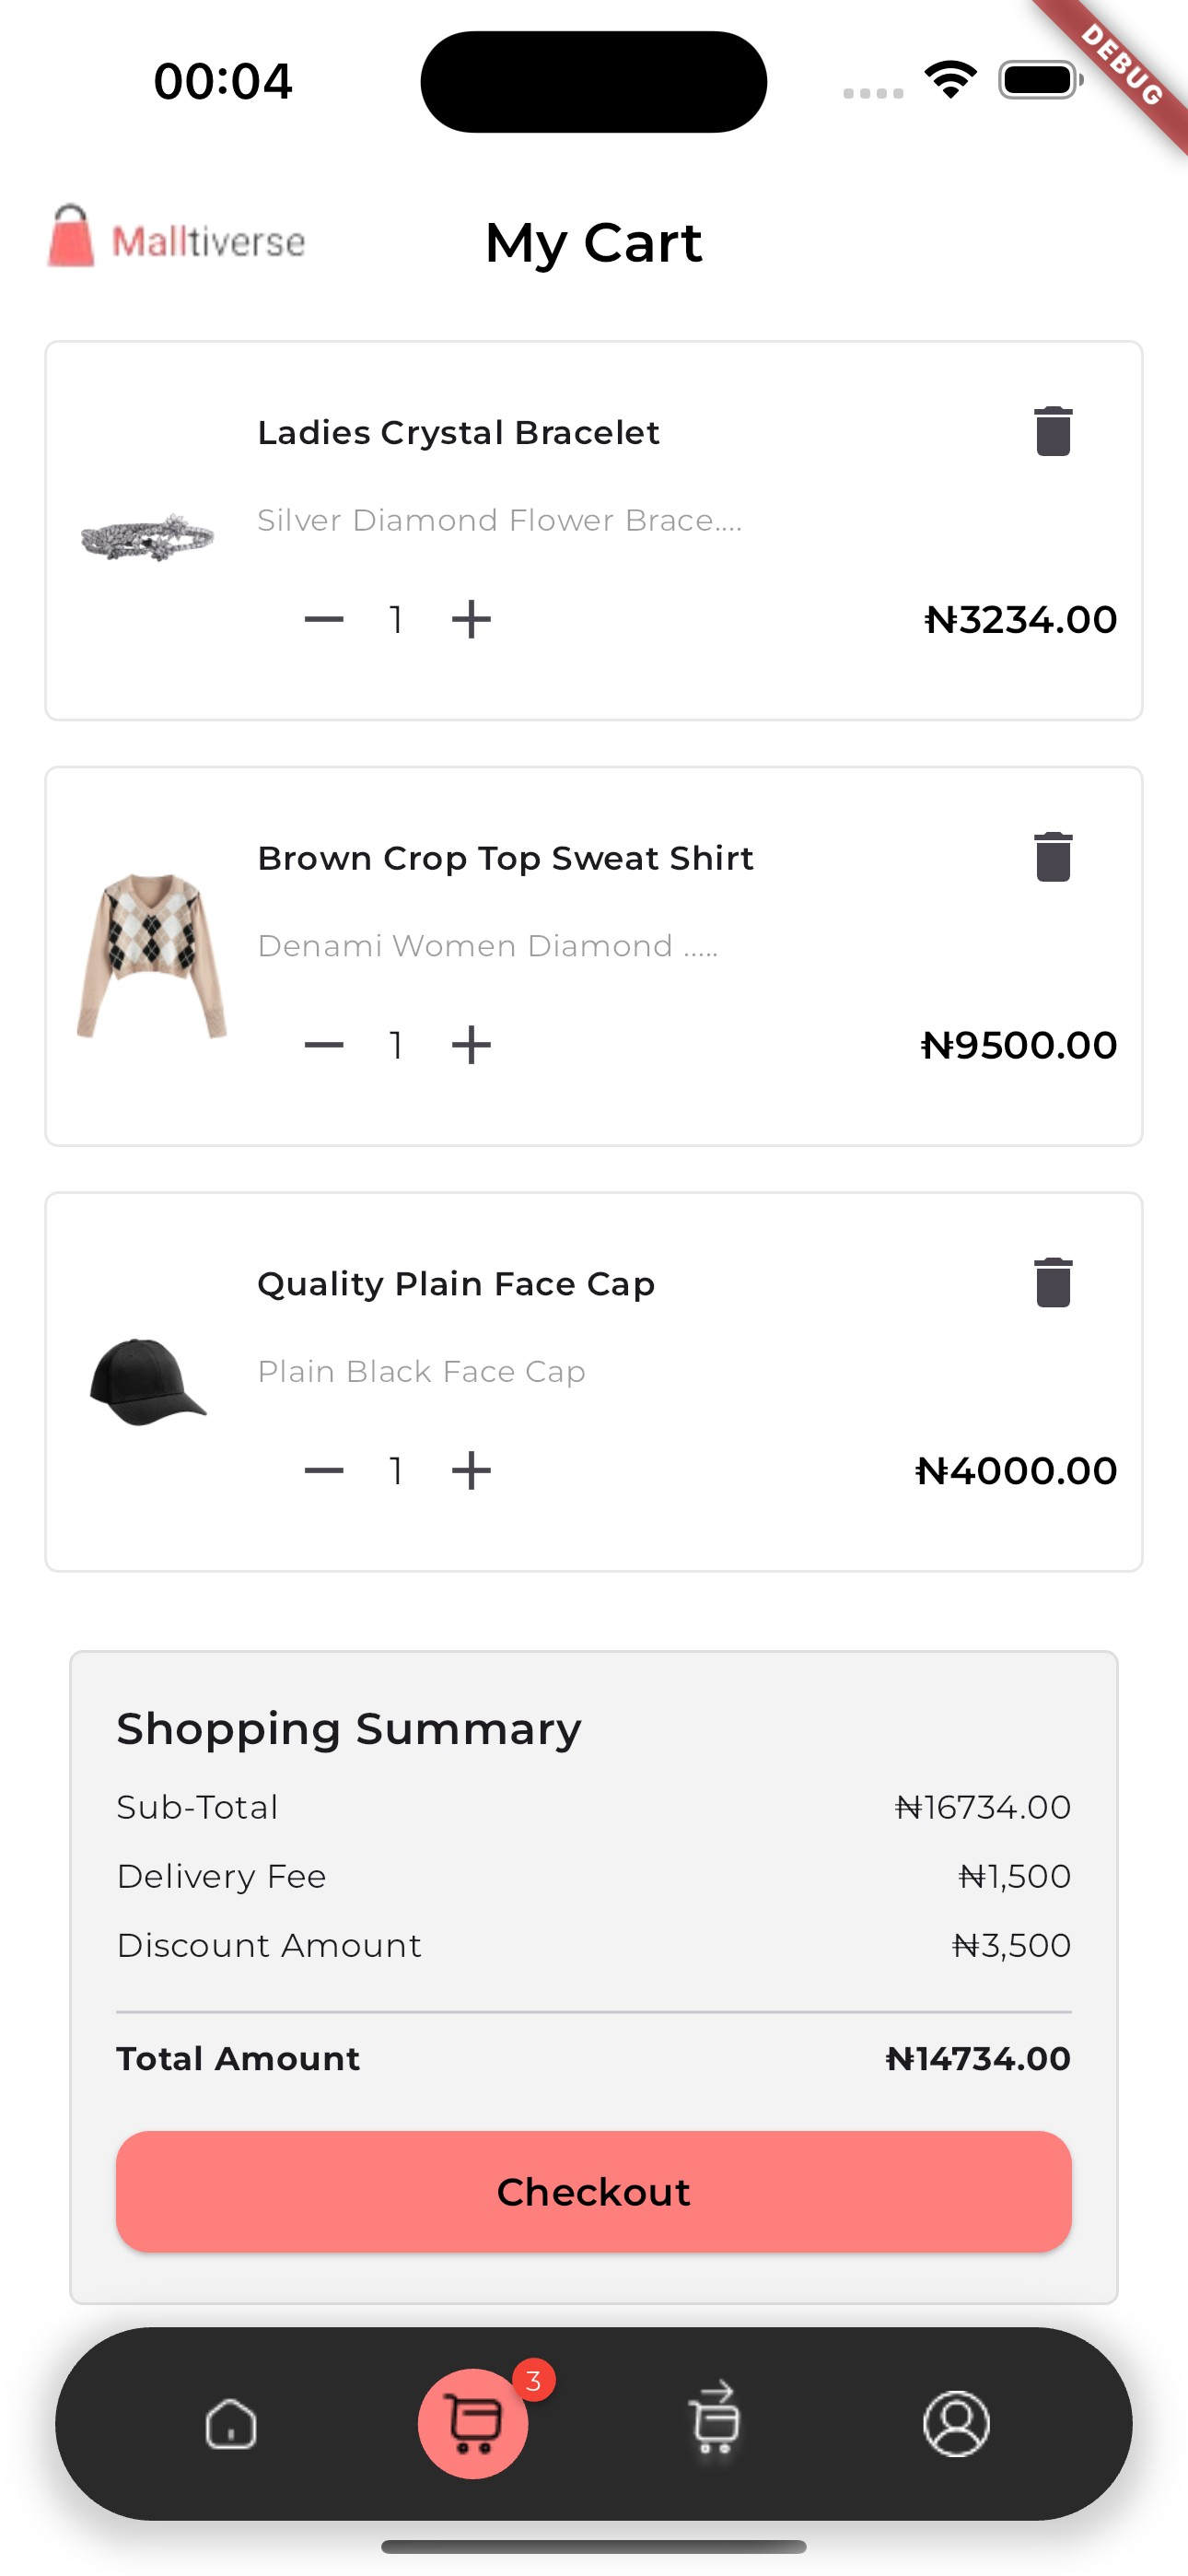 00:04
DEBUG
Malltiverse
My Cart
Ladies Crystal Bracelet
Silver Diamond Flower Brace....
1
₦3234.00
Brown Crop Top Sweat Shirt
Denami Women Diamond .....
1
₦9500.00
Quality Plain Face Cap
Plain Black Face Cap
1
₦4000.00
Shopping Summary
Sub-Total ₦16734.00
Delivery Fee ₦1,500
Discount Amount ₦3,500
Total Amount ₦14734.00
Checkout
3